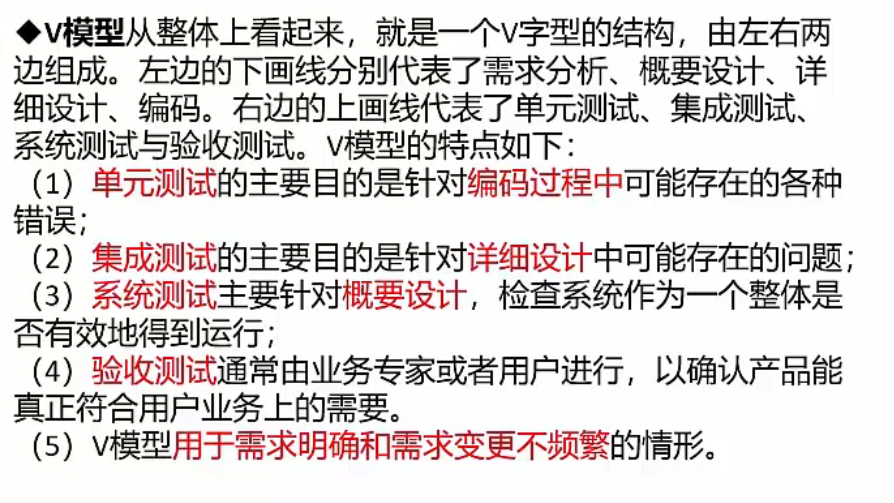 ◆V模型从整体上看起来，就是一个V字型的结构，由左右两
边组成。左边的下画线分别代表了需求分析、概要设计、详
细设计、编码。右边的上画线代表了单元测试、集成测试、
系统测试与验收测试。V模型的特点如下：
（1）单元测试的主要目的是针对编码过程中可能存在的各种
错误；
（2）集成测试的主要目的是针对详细设计中可能存在的问题；
（3）系统测试主要针对概要设计，检查系统作为一个整体是
否有效地得到运行；
（4）验收测试通常由业务专家或者用户进行，以确认产品能
真正符合用户业务上的需要。
（5）V模型用于需求明确和需求变更不频繁的情形。